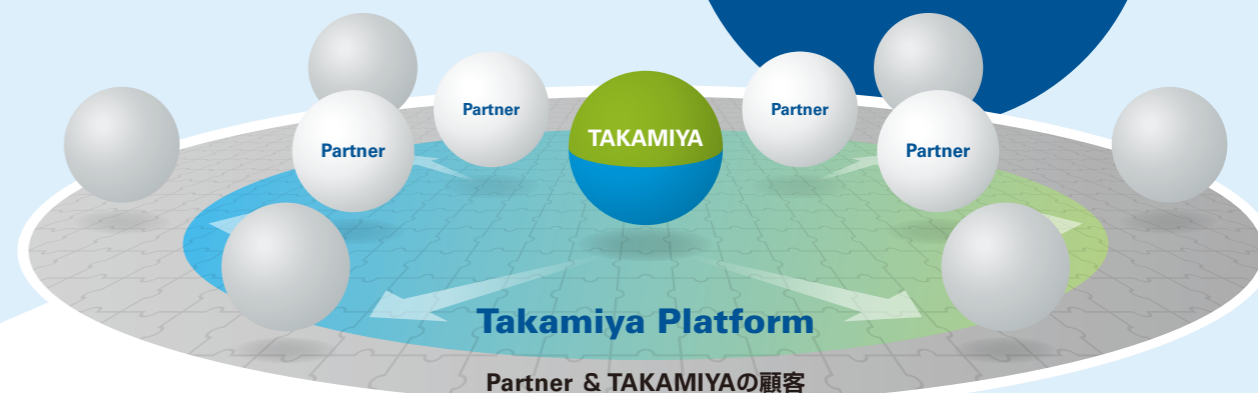 Partner
Partner
TAKAMIYA
Partner
Partner
Takamiya Platform
Partner & TAKAMIYAの顧客